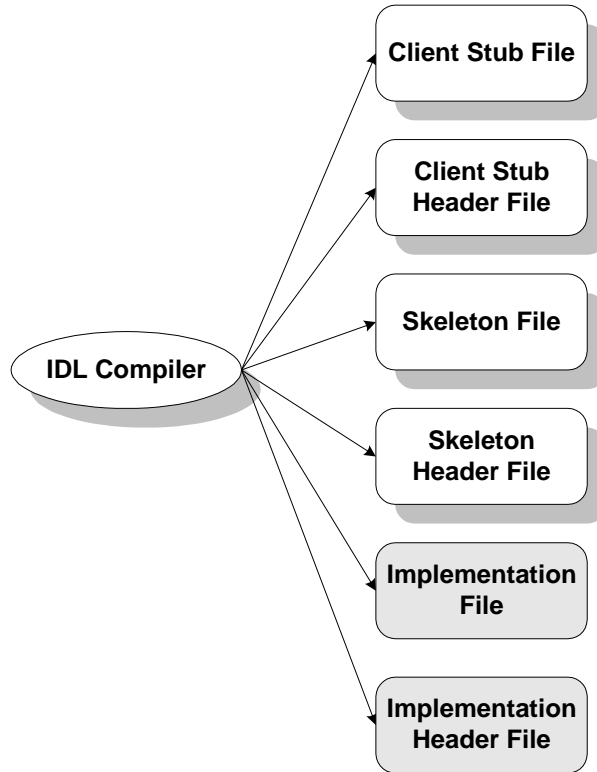 Client Stub File
Client Stub
Header File
Skeleton File
IDL Compiler
Skeleton
Header File
Implementation
File
Implementation
Header File